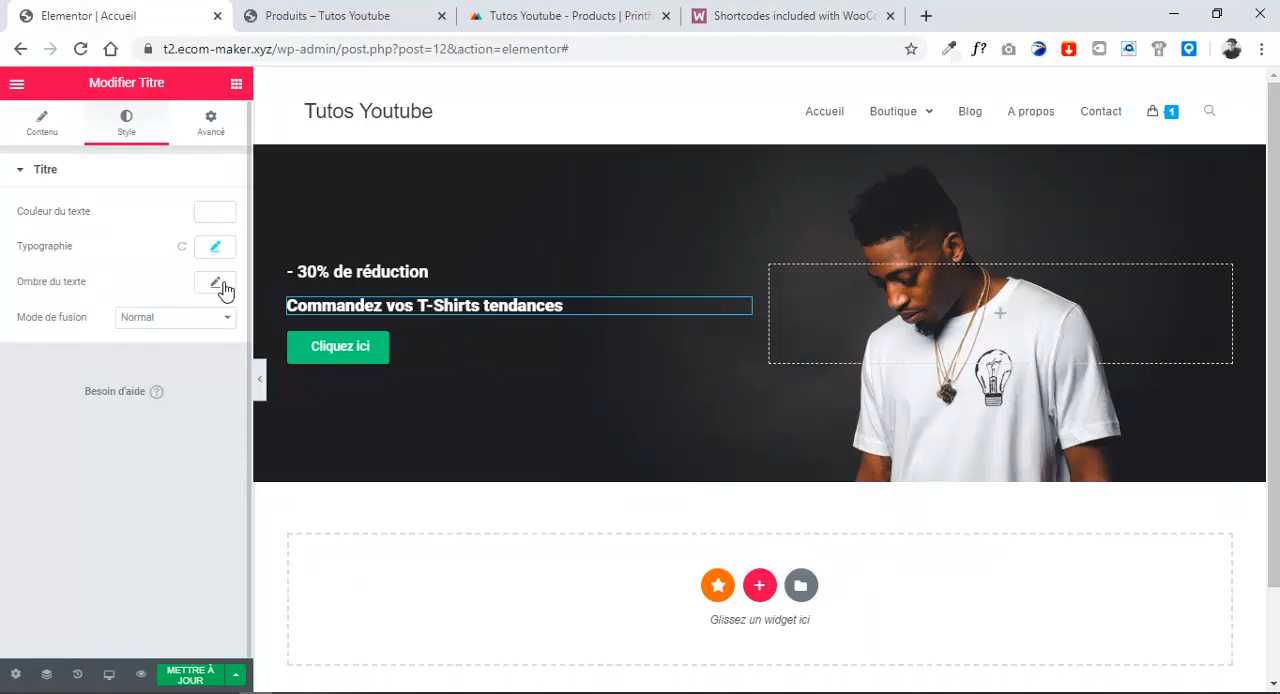 Elementor | Accueil
Produits – Tutos Youtube
Tutos Youtube - Products | Printf
Shortcodes included with WooCo
t2.ecom-maker.xyz/wp-admin/post.php?post=12&action=elementor#
f?
Modifier Titre
Contenu
Style
Avancé
Titre
Couleur du texte
Typographie
Ombre du texte
Mode de fusion
Normal
Besoin d'aide ?
METTRE À
JOUR
Tutos Youtube
Accueil
Boutique
Blog
A propos
Contact
1
- 30% de réduction
Commandez vos T-Shirts tendances
Cliquez ici
Glissez un widget ici